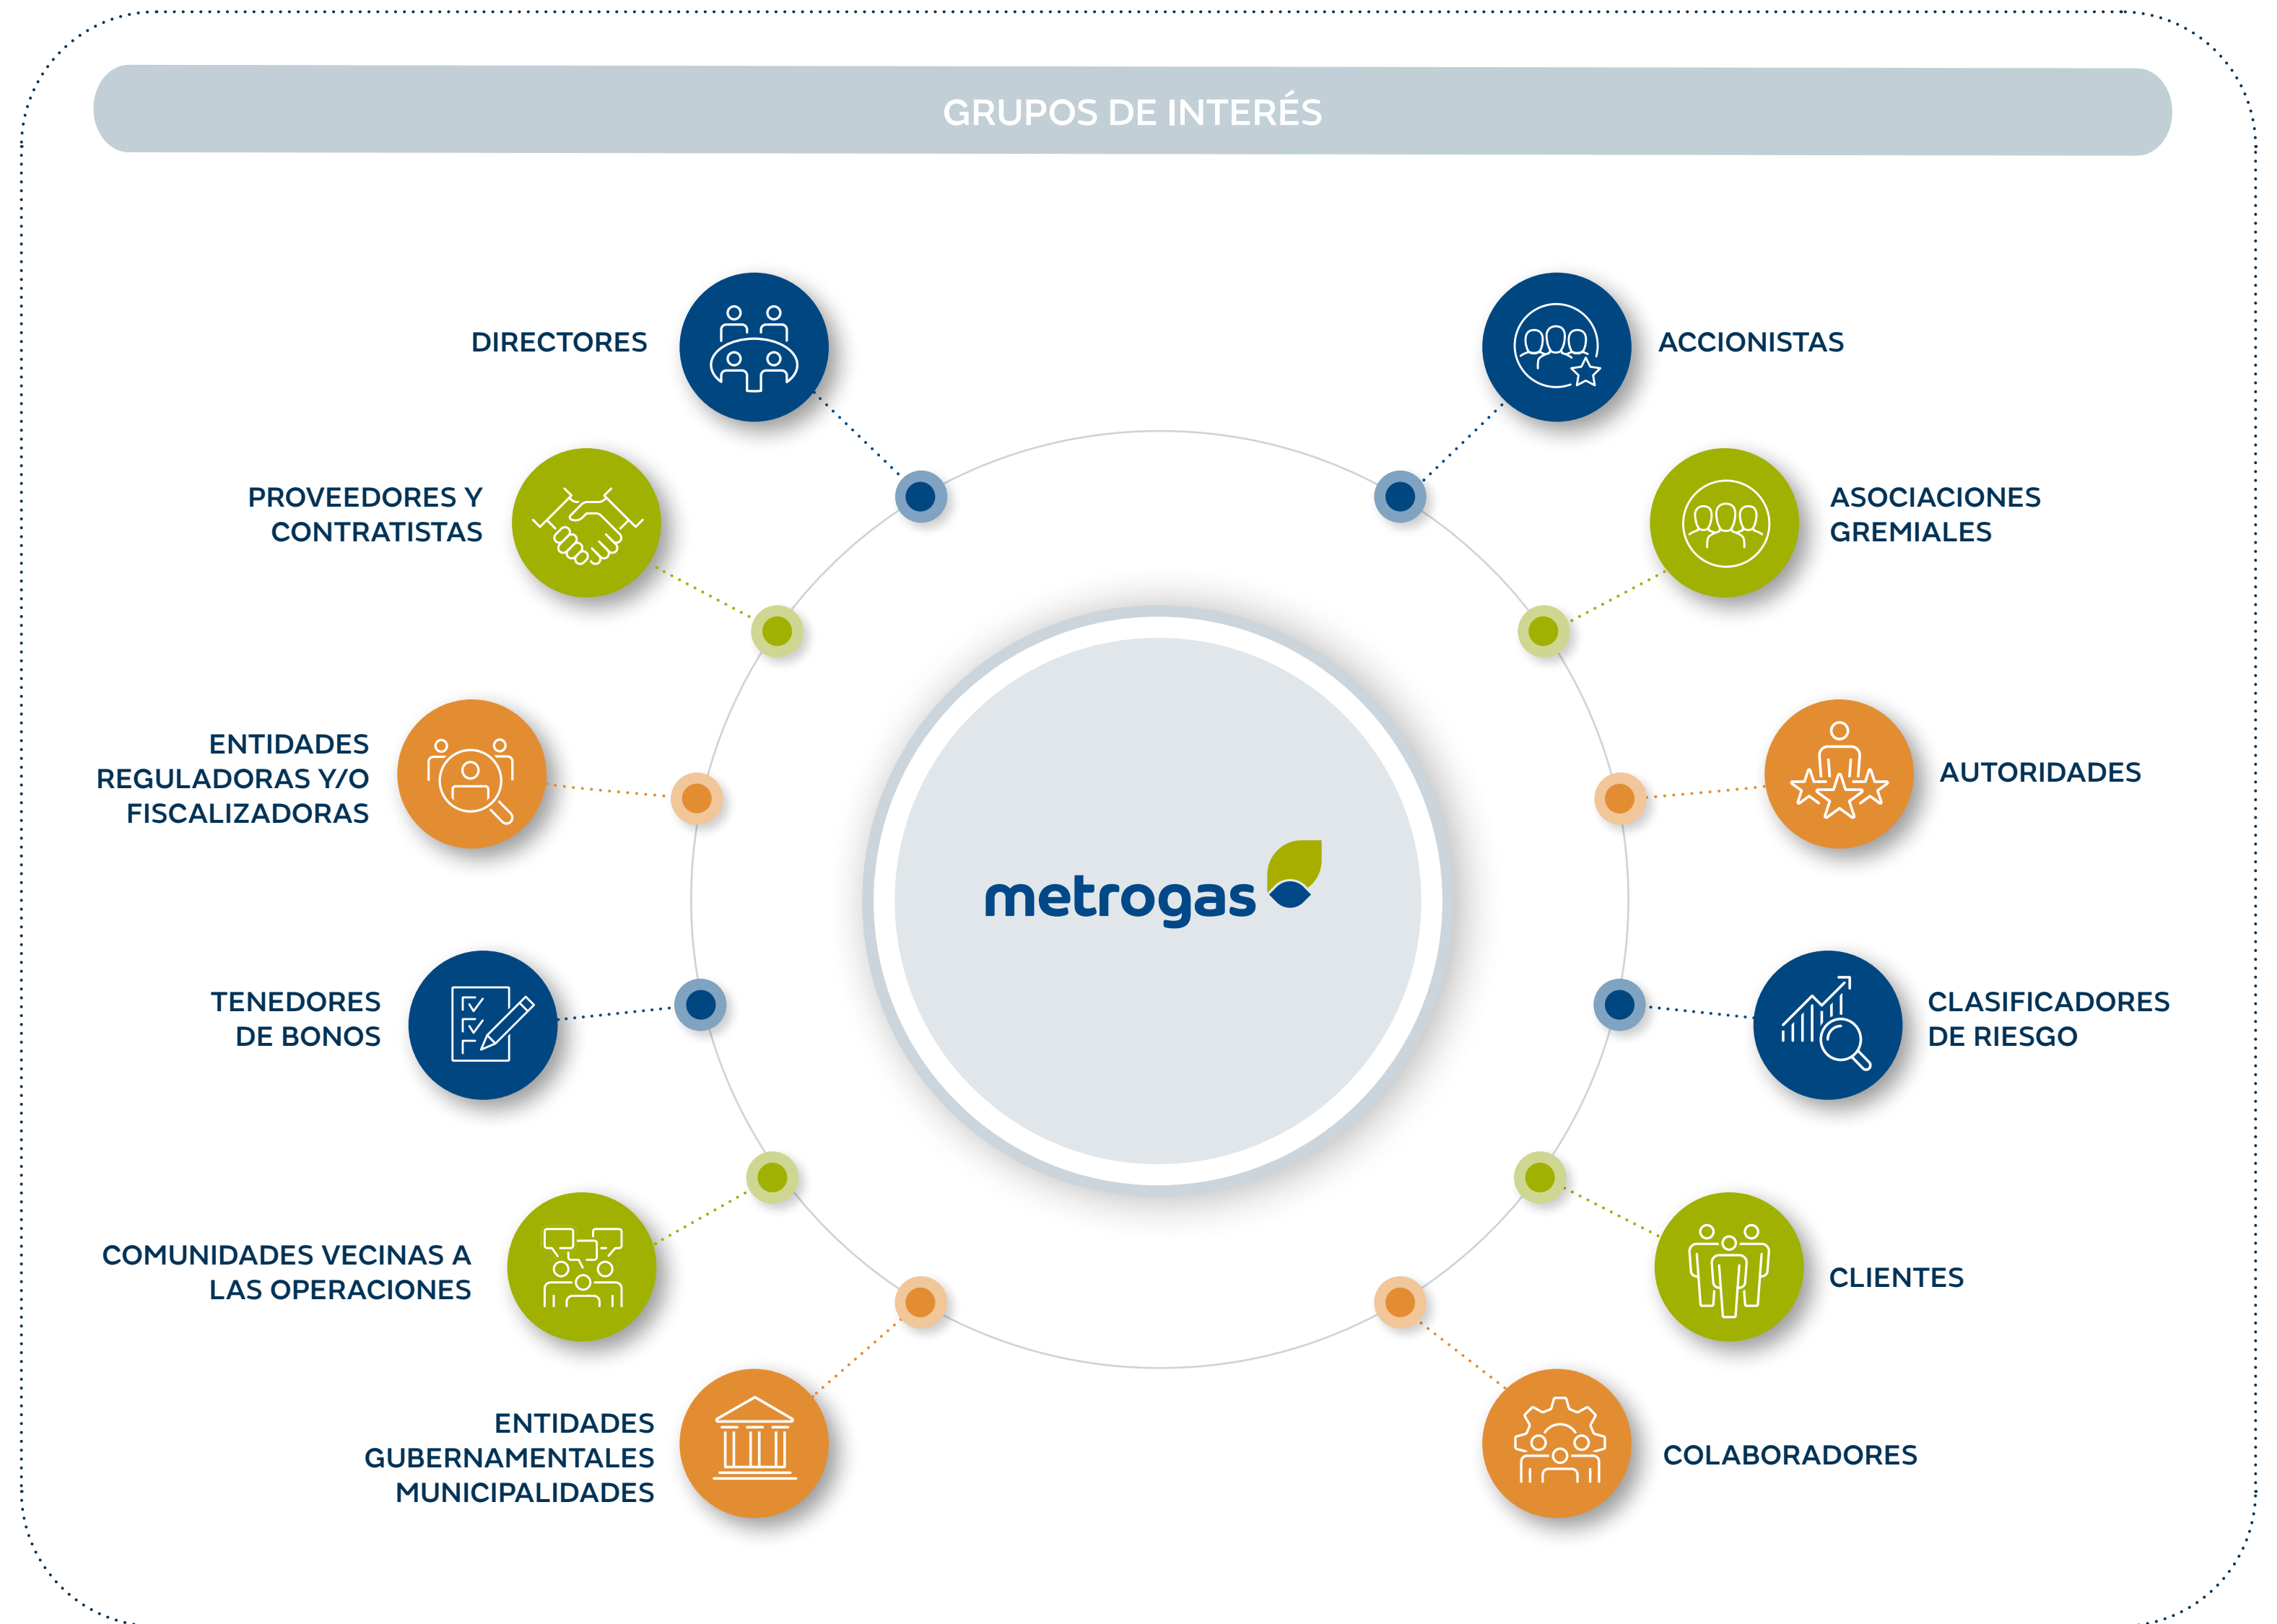 GRUPOS DE INTERÉS
DIRECTORES
ACCIONISTAS
PROVEEDORES Y
CONTRATISTAS
ASOCIACIONES
GREMIALES
ENTIDADES
REGULADORAS Y/O
FISCALIZADORAS
AUTORIDADES
metrogas
TENEDORES
DE BONOS
CLASIFICADORES
DE RIESGO
COMUNIDADES VECINAS A
LAS OPERACIONES
CLIENTES
ENTIDADES
GUBERNAMENTALES
MUNICIPALIDADES
COLABORADORES